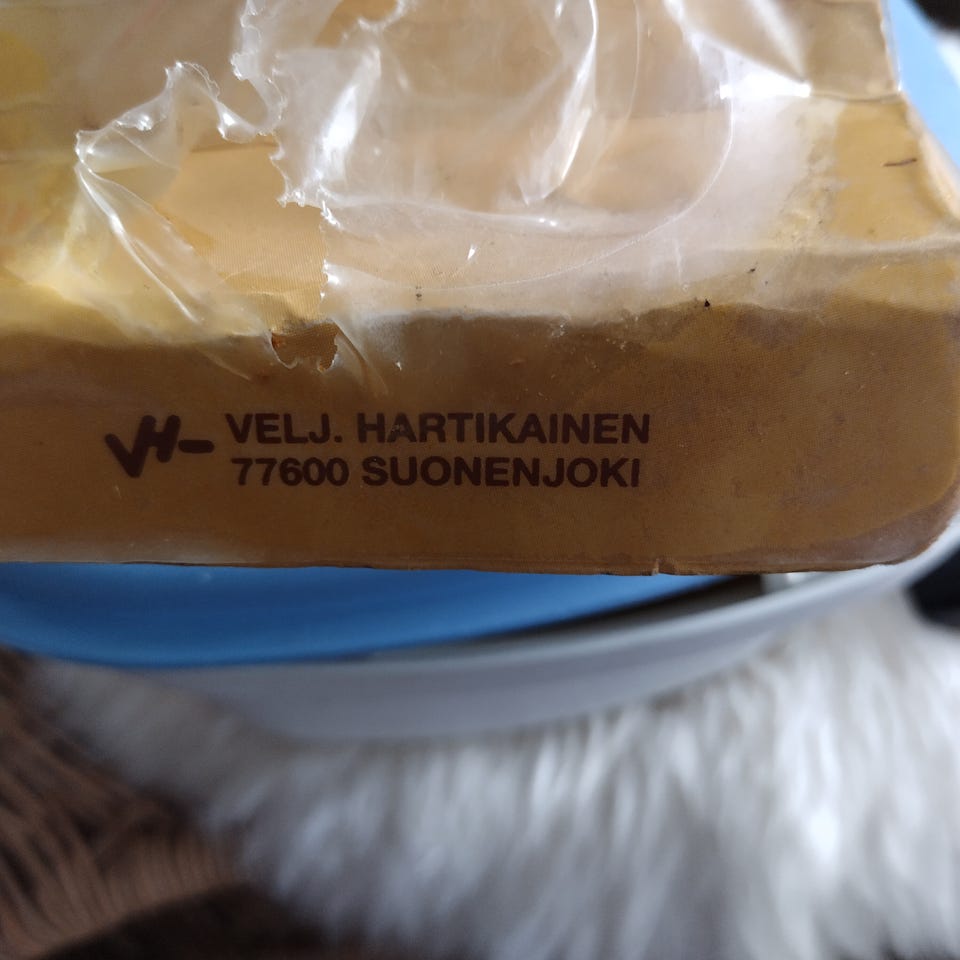 VH- VELJ. HARTIKAINEN
77600 SUONENJOKI